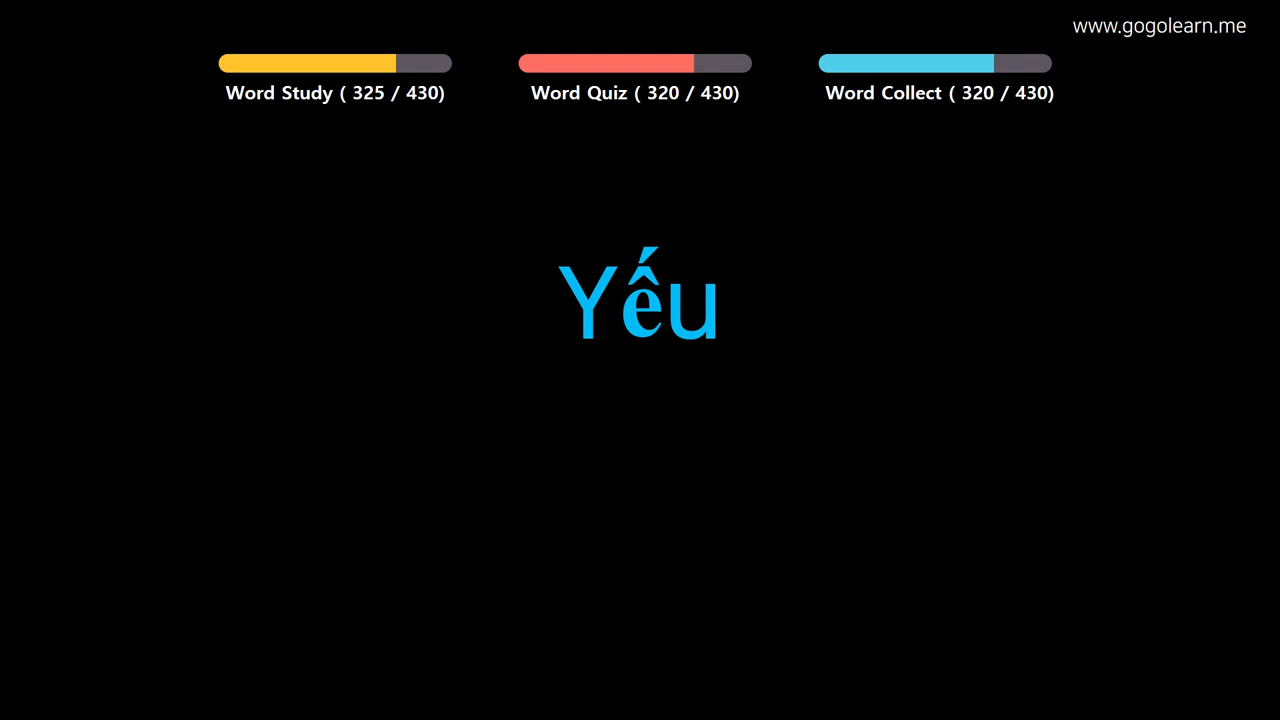 www.gogolearn.me
Word Study ( 325 / 430)
Word Quiz ( 320 / 430)
Word Collect ( 320 / 430)
Yếu